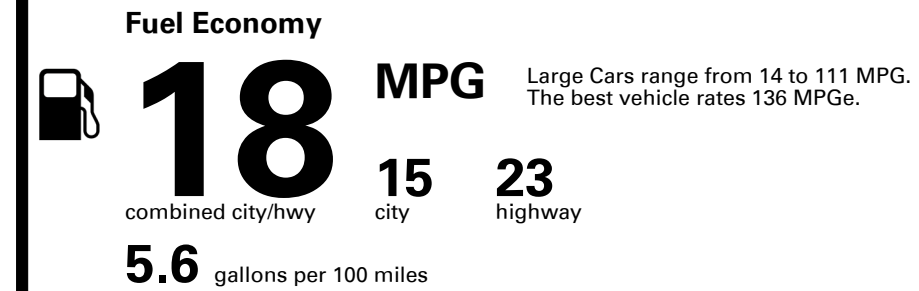 Fuel Economy
18 MPG
Large Cars range from 14 to 111 MPG.
The best vehicle rates 136 MPGe.
combined city/hwy
15
city
23
highway
5.6 gallons per 100 miles